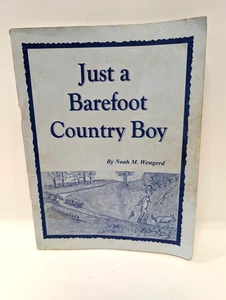 Just a
Barefoot
Country Boy
By Noah M. Wengerd